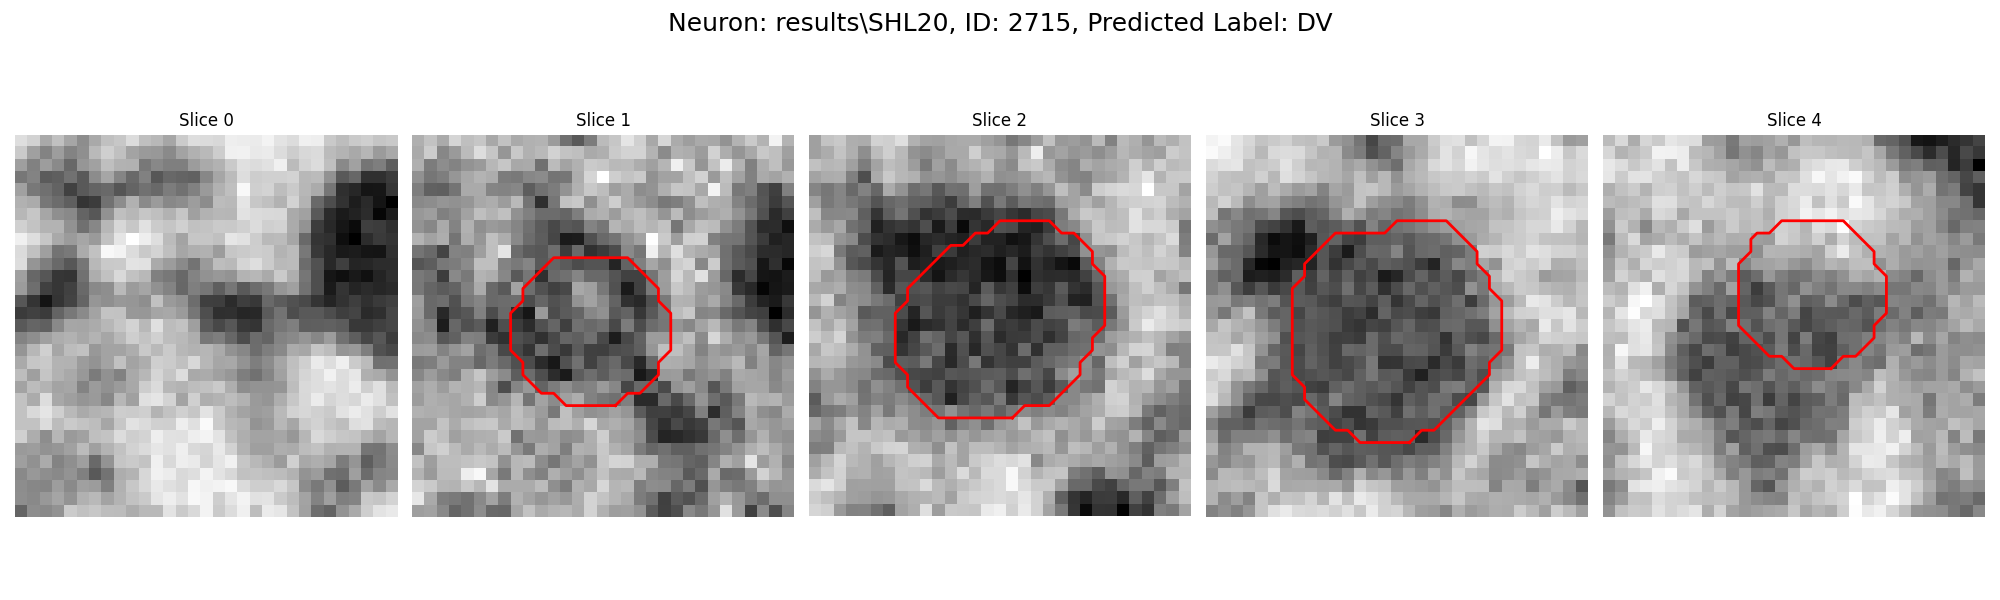 Neuron: results\SHL20, ID: 2715, Predicted Label: DV
Slice 0
Slice 1
Slice 2
Slice 3
Slice 4